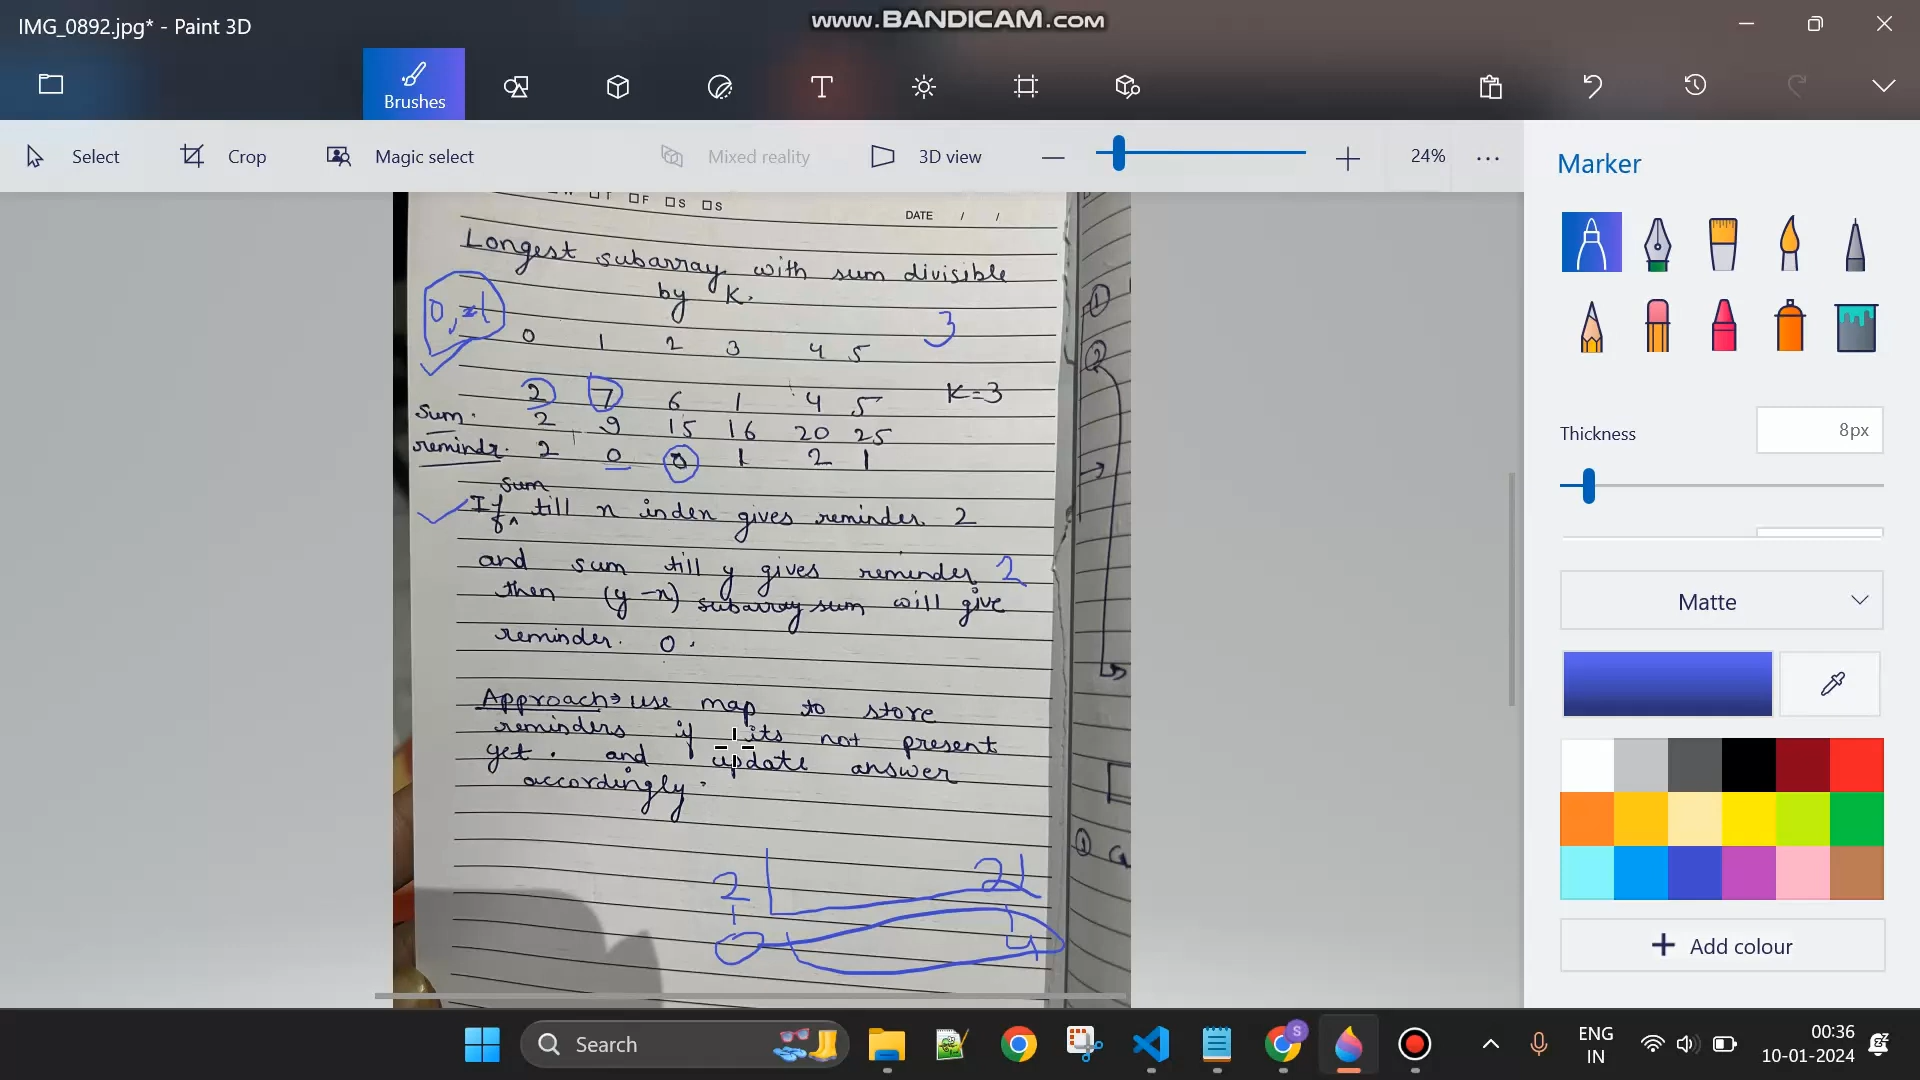 IMG_0892.jpg* - Paint 3D
www.BANDICAM.com
Brushes
Select
Crop
Magic select
Mixed reality
3D view
24%
F S S
DATE / /
Longest subarray with sum divisible
by K.
3
0 1 2 3 4 5
2 7 6 1 4 5 K=3
Sum. 2 9 15 16 20 25
remindr. 2 0 0 1 2 1
sum
If ^ till x index gives reminder 2
and sum till y gives reminder 2
then (y-x) subarray sum will give
reminder. 0.
Approach→ use map to store
reminders if its not present
yet. and update answer
accordingly.
2 2
0 4
Marker
Thickness
8px
Matte
Add colour
Search
ENG
IN
00:36
10-01-2024